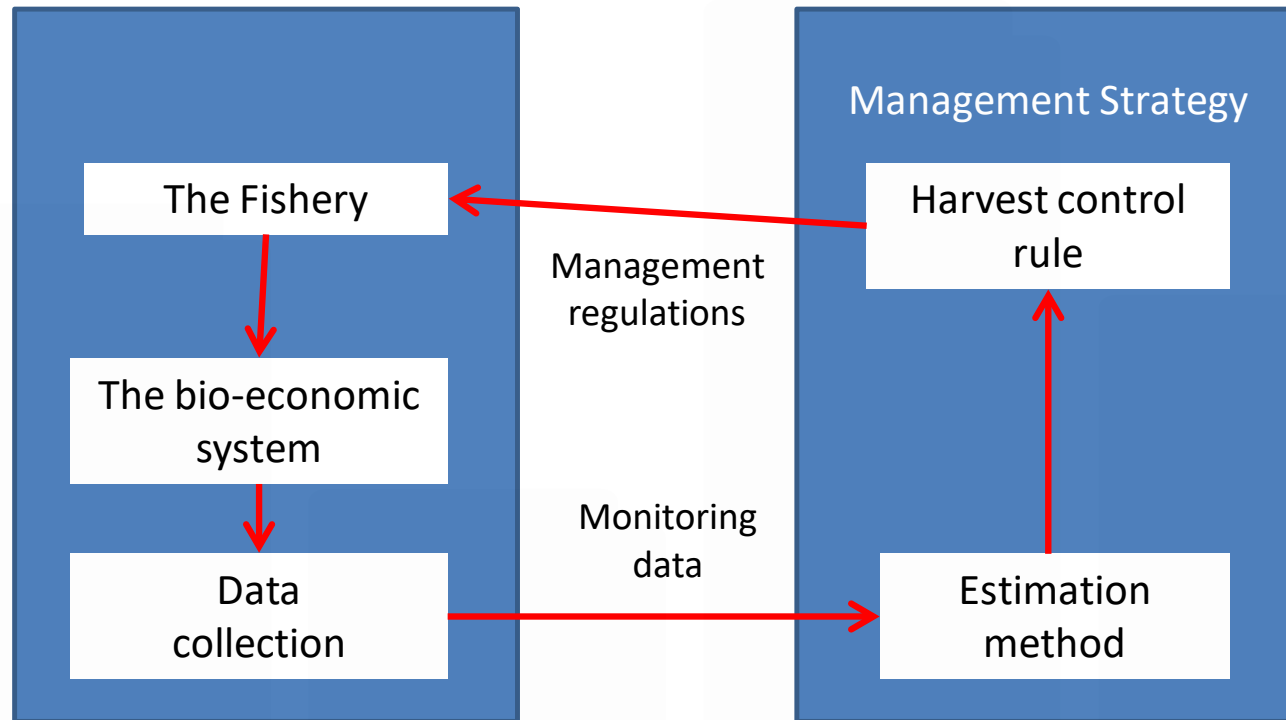 Management Strategy
The Fishery
Harvest control
rule
Management
regulations
The bio-economic
system
Monitoring
data
Data
collection
Estimation
method